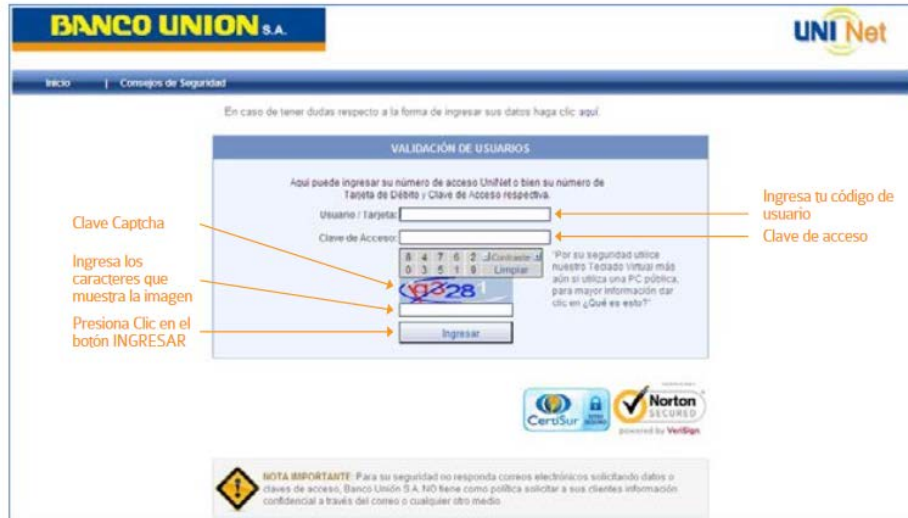 BANCO UNION S.A.
UNI Net
Inicio | Consejos de Seguridad
En caso de tener dudas respecto a la forma de ingresar sus datos haga clic aquí.
VALIDACIÓN DE USUARIOS
Aquí puede ingresar su número de acceso UniNet o bien su número de
Tarjeta de Débito y Clave de Acceso respectiva.
Usuario / Tarjeta:
Ingresa tu código de
usuario
Clave de Acceso:
Clave de acceso
Clave Captcha
8 4 7 6 2 Contraste
0 3 5 1 9 Limpiar
"Por su seguridad utilice
nuestro Teclado Virtual más
aún si utiliza una PC pública,
para mayor información dar
clic en ¿Qué es esto?"
Ingresa los
caracteres que
muestra la imagen
Presiona Clic en el
botón INGRESAR
Ingresar
CertiSur
Norton
SECURED
powered by VeriSign
NOTA IMPORTANTE: Para su seguridad no responda correos electrónicos solicitando datos o
claves de acceso, Banco Unión S.A. NO tiene como política solicitar a sus clientes información
confidencial a través del correo o cualquier otro medio